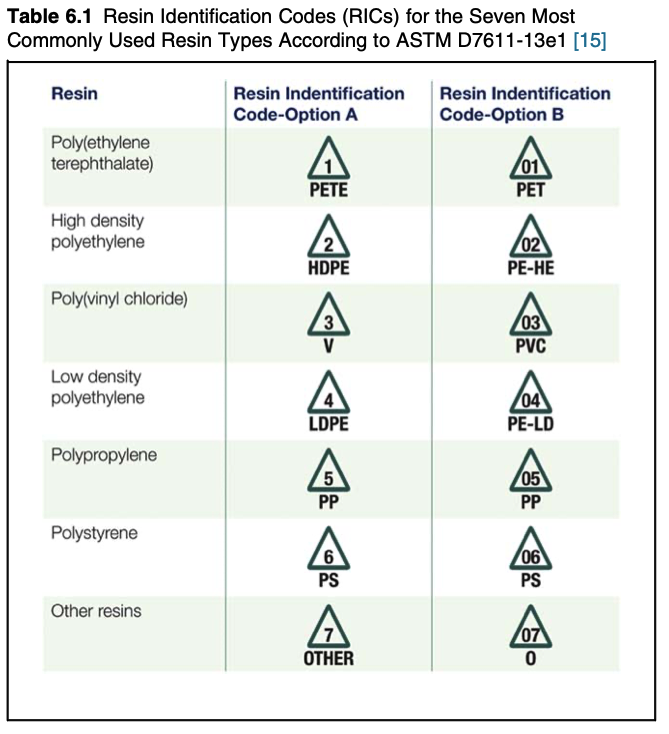 Table 6.1 Resin Identification Codes (RICs) for the Seven Most
Commonly Used Resin Types According to ASTM D7611-13e1 [15]
Resin
Resin Indentification
Code-Option A
Resin Indentification
Code-Option B
Poly(ethylene
terephthalate)
1
PETE
01
PET
High density
polyethylene
2
HDPE
02
PE-HE
Poly(vinyl chloride)
3
V
03
PVC
Low density
polyethylene
4
LDPE
04
PE-LD
Polypropylene
5
PP
05
PP
Polystyrene
6
PS
06
PS
Other resins
7
OTHER
07
O